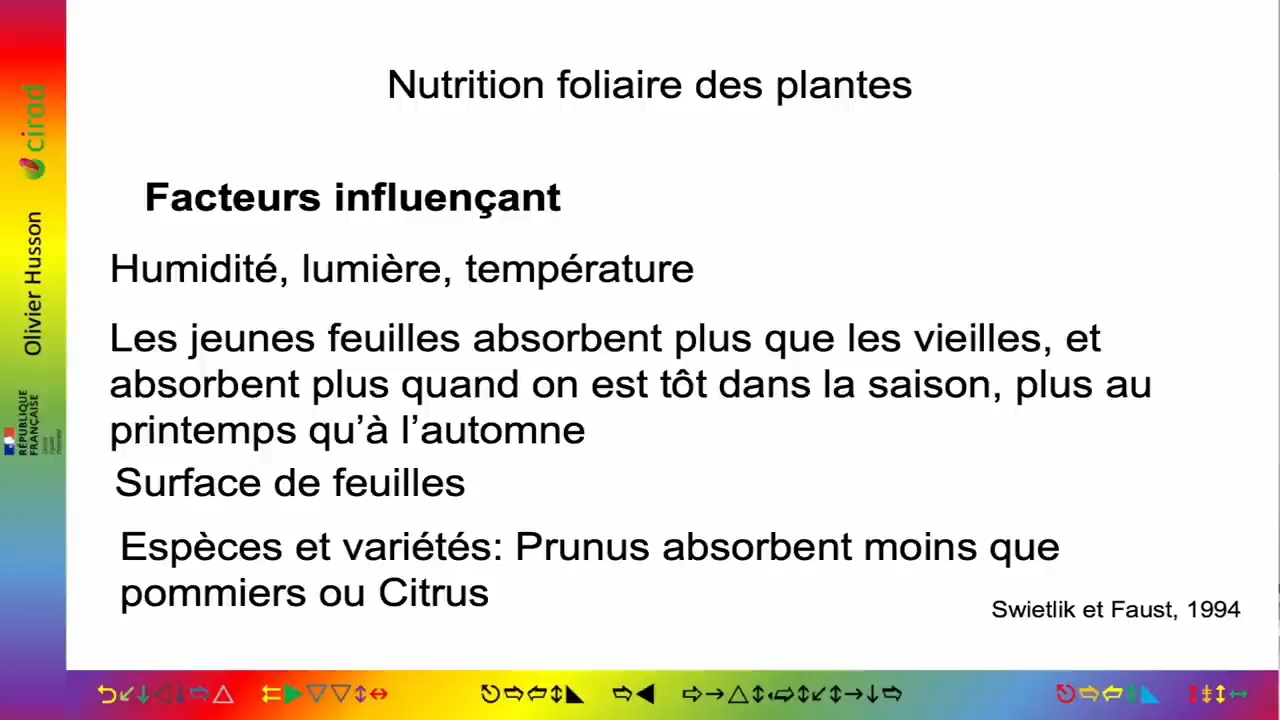 Nutrition foliaire des plantes
Facteurs influençant
Humidité, lumière, température
Les jeunes feuilles absorbent plus que les vieilles, et
absorbent plus quand on est tôt dans la saison, plus au
printemps qu'à l'automne
Surface de feuilles
Espèces et variétés: Prunus absorbent moins que
pommiers ou Citrus
Swietlik et Faust, 1994
cirad
Olivier Husson
RÉPUBLIQUE
FRANÇAISE